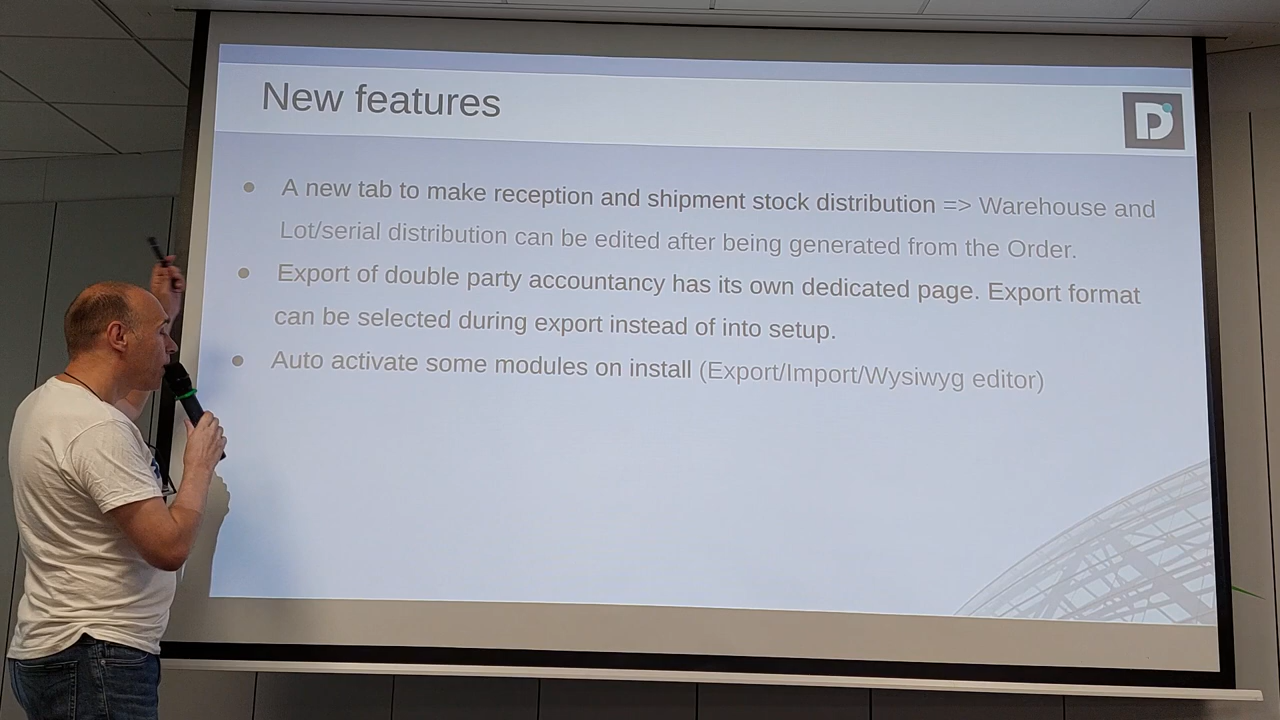 New features
D
A new tab to make reception and shipment stock distribution => Warehouse and
Lot/serial distribution can be edited after being generated from the Order.
Export of double party accountancy has its own dedicated page. Export format
can be selected during export instead of into setup.
Auto activate some modules on install (Export/Import/Wysiwyg editor)